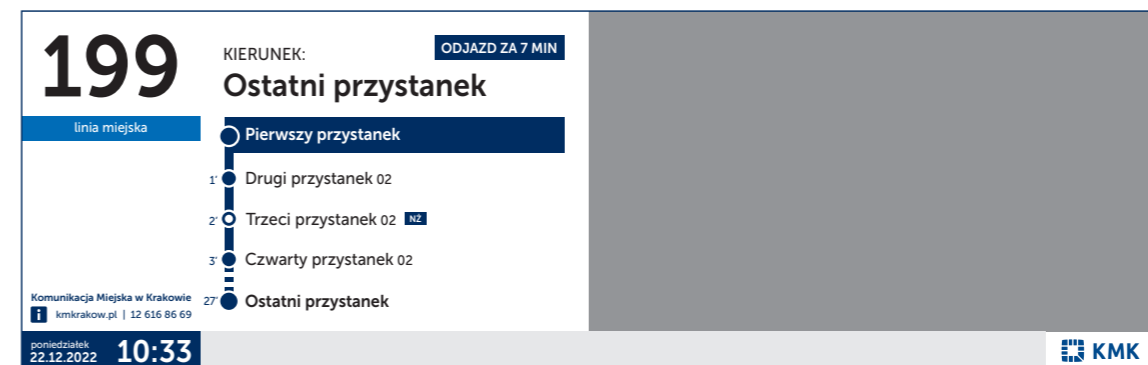 199
linia miejska
KIERUNEK:
ODJAZD ZA 7 MIN
Ostatni przystanek
Pierwszy przystanek
1' Drugi przystanek 02
2' Trzeci przystanek 02 NŻ
3' Czwarty przystanek 02
27' Ostatni przystanek
Komunikacja Miejska w Krakowie
i kmkrakow.pl | 12 616 86 69
poniedziałek
22.12.2022
10:33
KMK